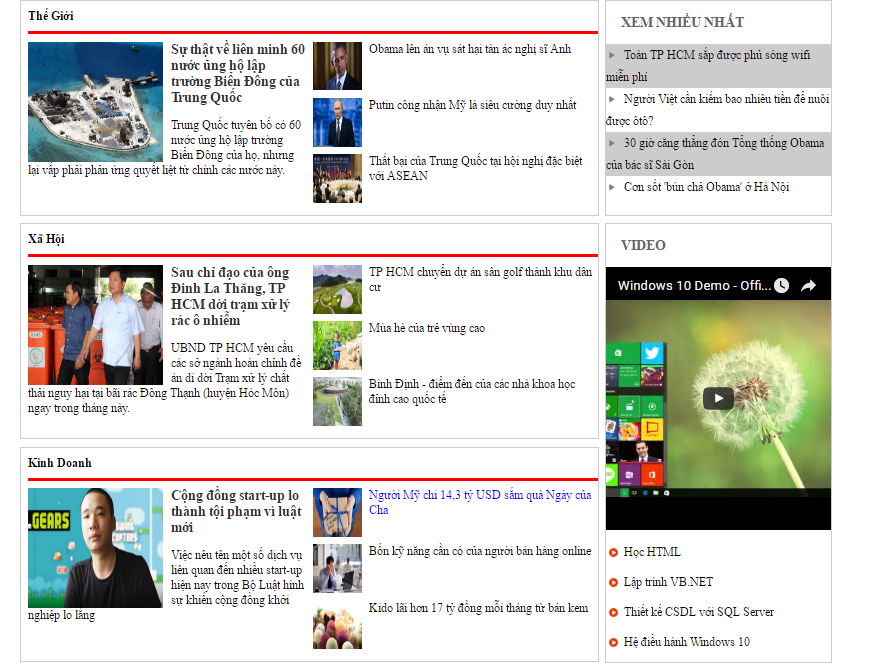 Thế Giới
Sự thật về liên minh 60
nước ủng hộ lập
trường Biển Đông của
Trung Quốc
Trung Quốc tuyên bố có 60
nước ủng hộ lập trường
Biển Đông của họ, nhưng
lại vấp phải phản ứng quyết liệt từ chính các nước này.
Obama lên án vụ sát hại tàn ác nghị sĩ Anh
Putin công nhận Mỹ là siêu cường duy nhất
Thất bại của Trung Quốc tại hội nghị đặc biệt
với ASEAN
XEM NHIỀU NHẤT
Toàn TP HCM sắp được phủ sóng wifi
miễn phí
Người Việt cần kiếm bao nhiêu tiền để nuôi
được ôtô?
30 giờ căng thẳng đón Tổng thống Obama
của bác sĩ Sài Gòn
Cơn sốt 'bún chả Obama' ở Hà Nội
Xã Hội
Sau chỉ đạo của ông
Đinh La Thăng, TP
HCM dời trạm xử lý
rác ô nhiễm
UBND TP HCM yêu cầu
các sở ngành hoàn chỉnh đề
án di dời Trạm xử lý chất
thải nguy hại tại bãi rác Đông Thạnh (huyện Hóc Môn)
ngay trong tháng này.
TP HCM chuyển dự án sân golf thành khu dân
cư
Mùa hè của trẻ vùng cao
Bình Định - điểm đến của các nhà khoa học
đỉnh cao quốc tế
VIDEO
Windows 10 Demo - Offi...
Kinh Doanh
GEARS
Cộng đồng start-up lo
thành tội phạm vì luật
mới
Việc nêu tên một số dịch vụ
liên quan đến nhiều start-up
hiện nay trong Bộ Luật hình
sự khiến cộng đồng khởi
nghiệp lo lắng
Người Mỹ chi 14,3 tỷ USD sắm quà Ngày của
Cha
Bốn kỹ năng cần có của người bán hàng online
Kido lãi hơn 17 tỷ đồng mỗi tháng từ bán kem
Học HTML
Lập trình VB.NET
Thiết kế CSDL với SQL Server
Hệ điều hành Windows 10